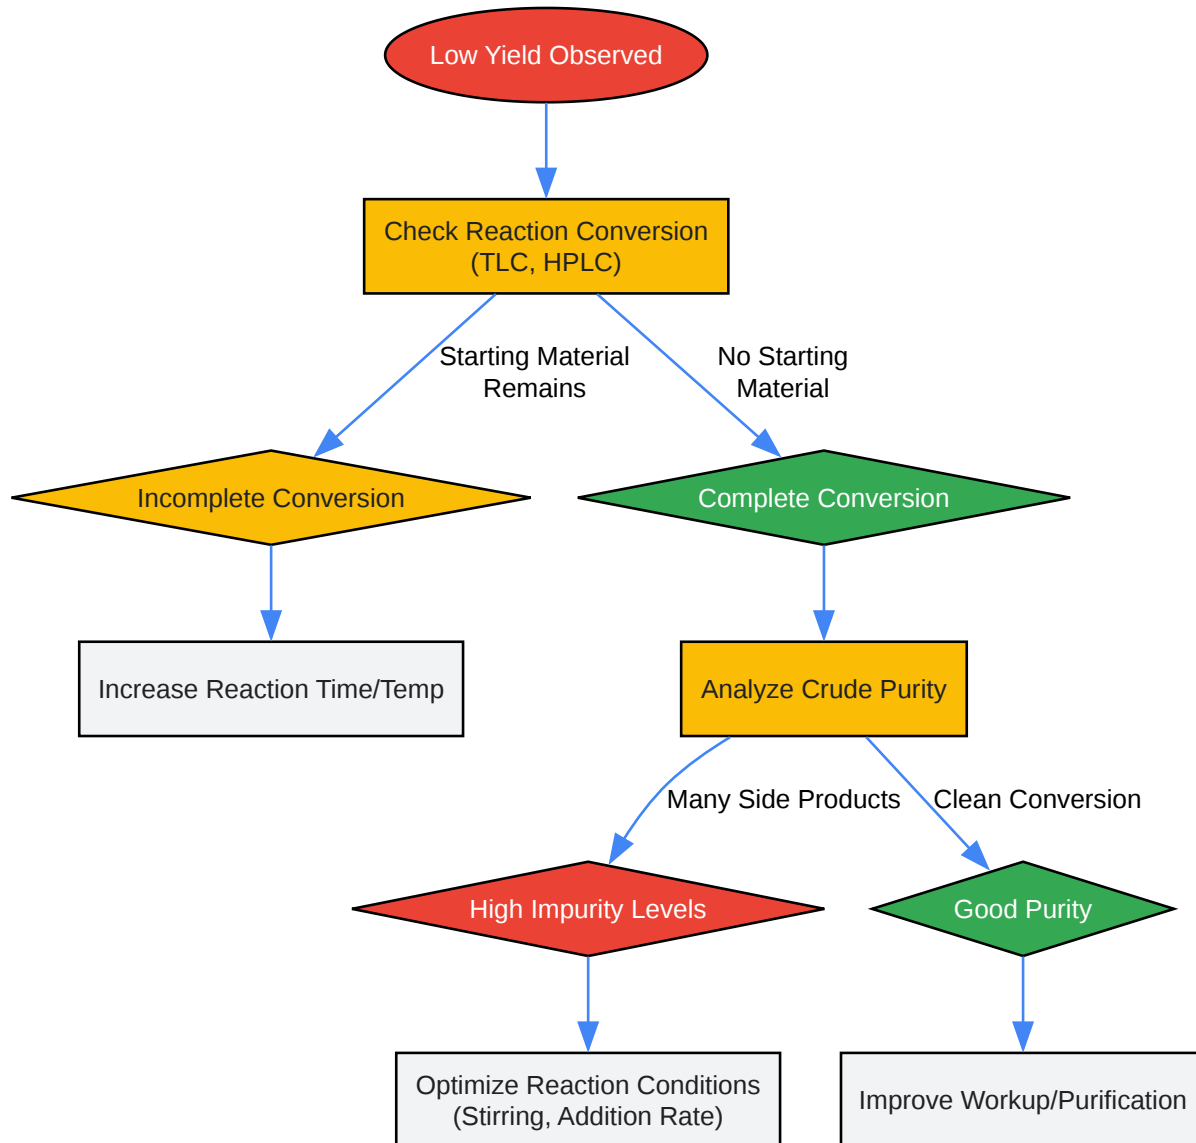 Low Yield Observed
Check Reaction Conversion
(TLC, HPLC)
Starting Material
Remains
No Starting
Material
Incomplete Conversion
Complete Conversion
Increase Reaction Time/Temp
Analyze Crude Purity
Many Side Products
Clean Conversion
High Impurity Levels
Good Purity
Optimize Reaction Conditions
(Stirring, Addition Rate)
Improve Workup/Purification